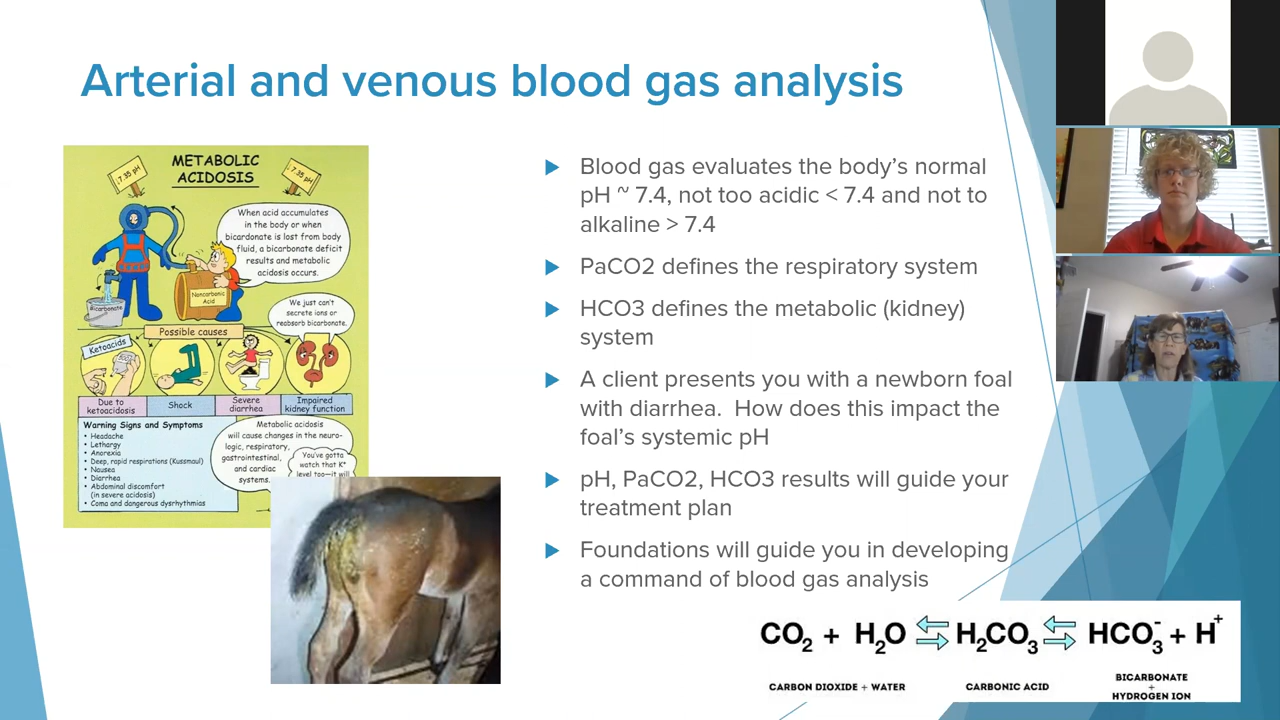 Arterial and venous blood gas analysis
METABOLIC
ACIDOSIS
↓7.35 pH
↓7.35 pH
When acid accumulates
in the body or when
bicardonate is lost from body
fluid, a bicarbonate deficit
results and metabolic
acidosis occurs.
Noncarbonic
Acid
Bicarbonate
We just can't
secrete ions or
reabsorb bicarbonate.
Possible causes
Ketoacids
Due to
ketoacidosis
Shock
Severe
diarrhea
Impaired
kidney function
Warning Signs and Symptoms
• Headache
• Lethargy
• Anorexia
• Deep, rapid respirations (Kussmaul)
• Nausea
• Diarrhea
• Abdominal discomfort
(in severe acidosis)
• Coma and dangerous dysrhythmias
Metabolic acidosis
will cause changes in the neuro-
logic, respiratory,
gastrointestinal,
and cardiac
systems.
You've gotta
watch that K⁺
level too—it will
Blood gas evaluates the body's normal
pH ~ 7.4, not too acidic < 7.4 and not to
alkaline > 7.4
PaCO2 defines the respiratory system
HCO3 defines the metabolic (kidney)
system
A client presents you with a newborn foal
with diarrhea. How does this impact the
foal's systemic pH
pH, PaCO2, HCO3 results will guide your
treatment plan
Foundations will guide you in developing
a command of blood gas analysis
CO₂ + H₂O ⇆ H₂CO₃ ⇆ HCO₃⁻ + H⁺
CARBON DIOXIDE + WATER
CARBONIC ACID
BICARBONATE
+
HYDROGEN ION